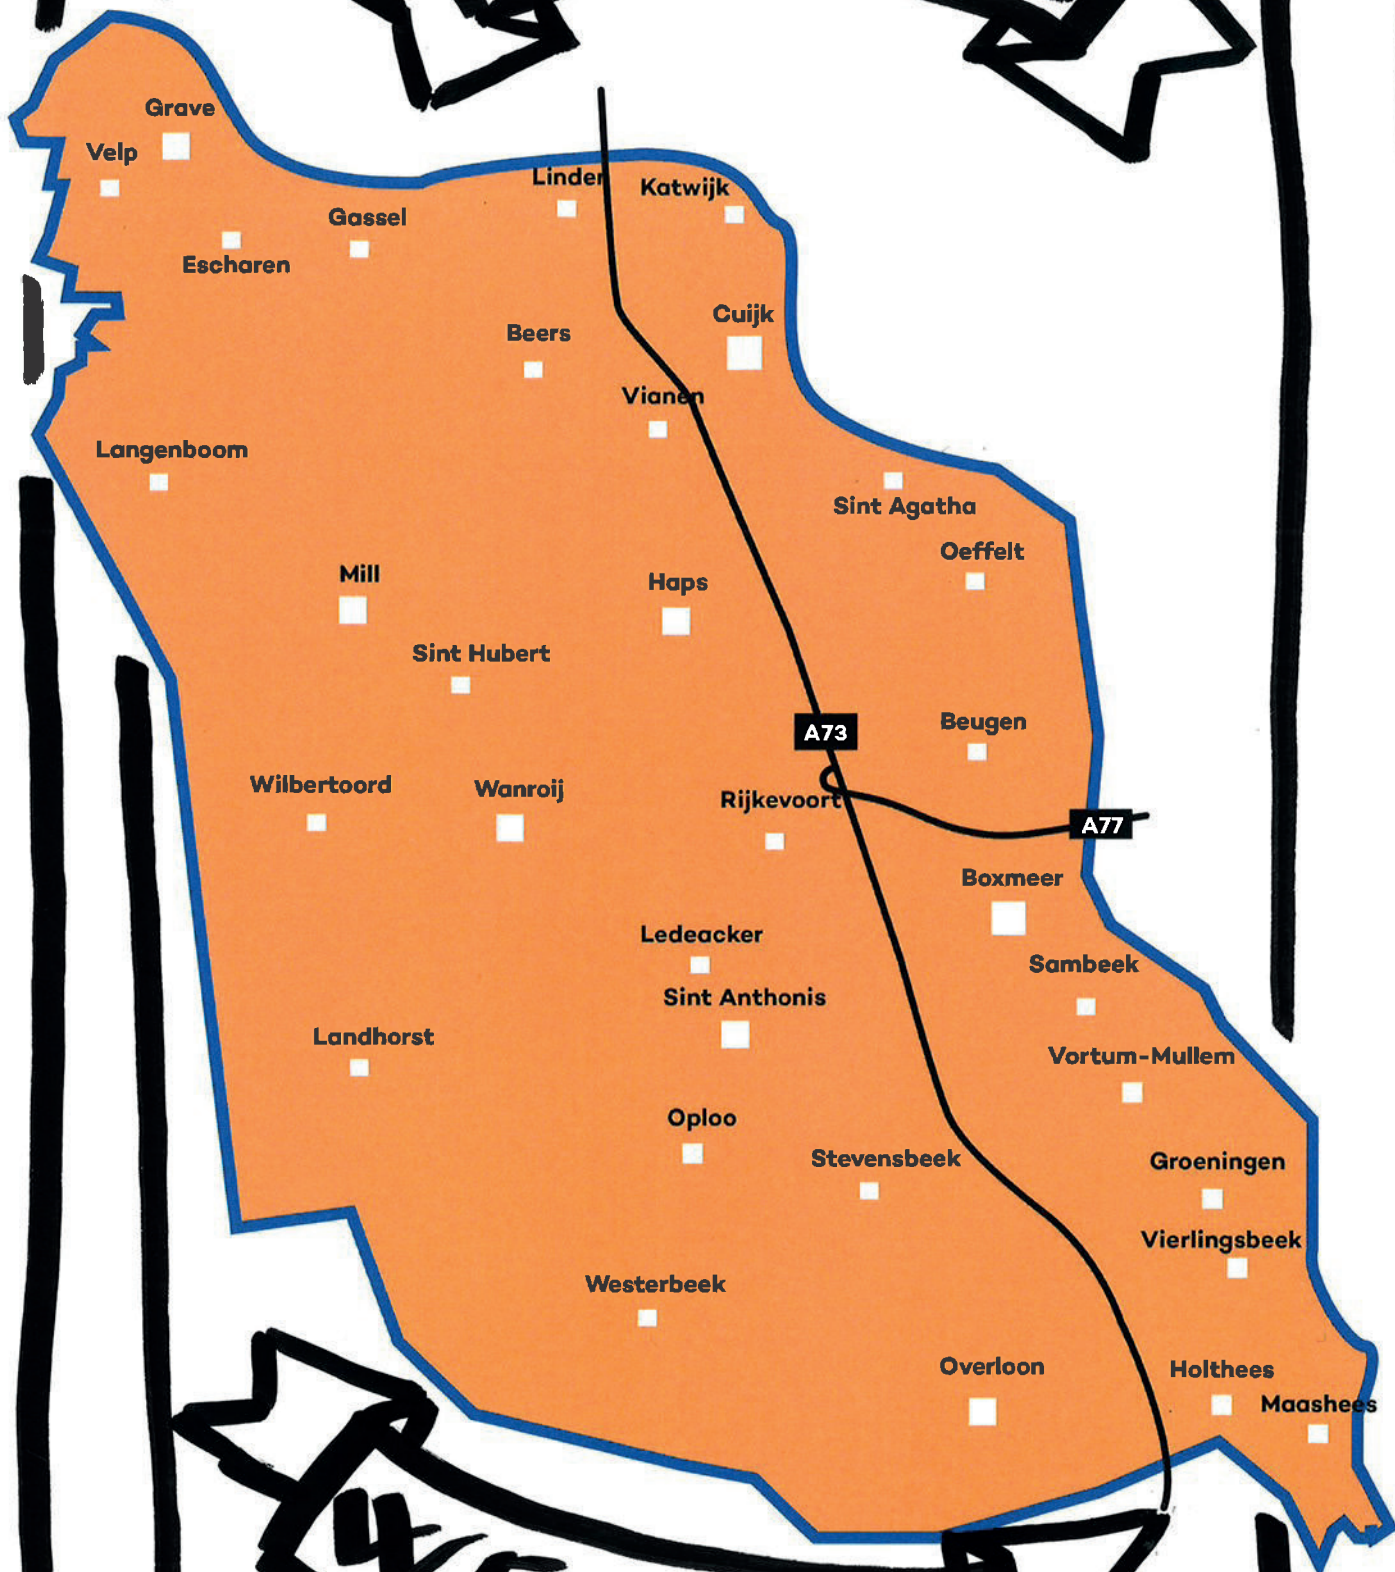 Grave
Velp
Linden
Katwijk
Gassel
Escharen
Cuijk
Beers
Vianen
Langenboom
Sint Agatha
Oeffelt
Mill
Haps
Sint Hubert
Beugen
A73
Wilbertoord
Wanroij
Rijkevoort
A77
Boxmeer
Ledeacker
Sambeek
Sint Anthonis
Landhorst
Vortum-Mullem
Oploo
Stevensbeek
Groeningen
Vierlingsbeek
Westerbeek
Overloon
Holthees
Maashees